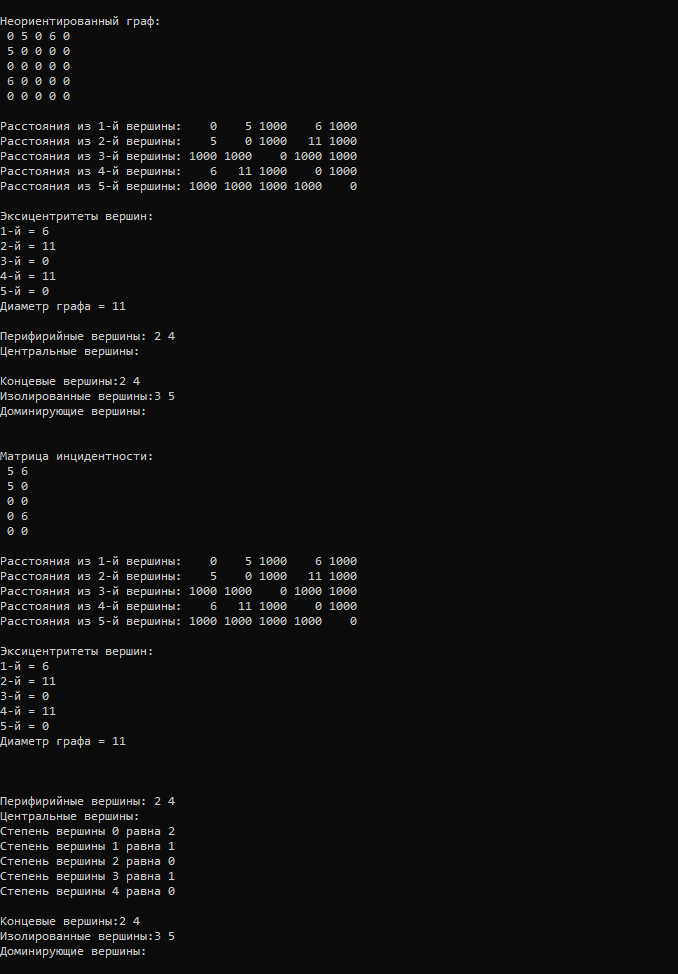 Неориентированный граф:
0 5 0 6 0
5 0 0 0 0
0 0 0 0 0
6 0 0 0 0
0 0 0 0 0
Расстояния из 1-й вершины: 0 5 1000 6 1000
Расстояния из 2-й вершины: 5 0 1000 11 1000
Расстояния из 3-й вершины: 1000 1000 0 1000 1000
Расстояния из 4-й вершины: 6 11 1000 0 1000
Расстояния из 5-й вершины: 1000 1000 1000 1000 0
Эксицентритеты вершин:
1-й = 6
2-й = 11
3-й = 0
4-й = 11
5-й = 0
Диаметр графа = 11
Перифирийные вершины: 2 4
Центральные вершины:
Концевые вершины:2 4
Изолированные вершины:3 5
Доминирующие вершины:
Матрица инцидентности:
5 6
5 0
0 0
0 6
0 0
Расстояния из 1-й вершины: 0 5 1000 6 1000
Расстояния из 2-й вершины: 5 0 1000 11 1000
Расстояния из 3-й вершины: 1000 1000 0 1000 1000
Расстояния из 4-й вершины: 6 11 1000 0 1000
Расстояния из 5-й вершины: 1000 1000 1000 1000 0
Эксицентритеты вершин:
1-й = 6
2-й = 11
3-й = 0
4-й = 11
5-й = 0
Диаметр графа = 11
Перифирийные вершины: 2 4
Центральные вершины:
Степень вершины 0 равна 2
Степень вершины 1 равна 1
Степень вершины 2 равна 0
Степень вершины 3 равна 1
Степень вершины 4 равна 0
Концевые вершины:2 4
Изолированные вершины:3 5
Доминирующие вершины: